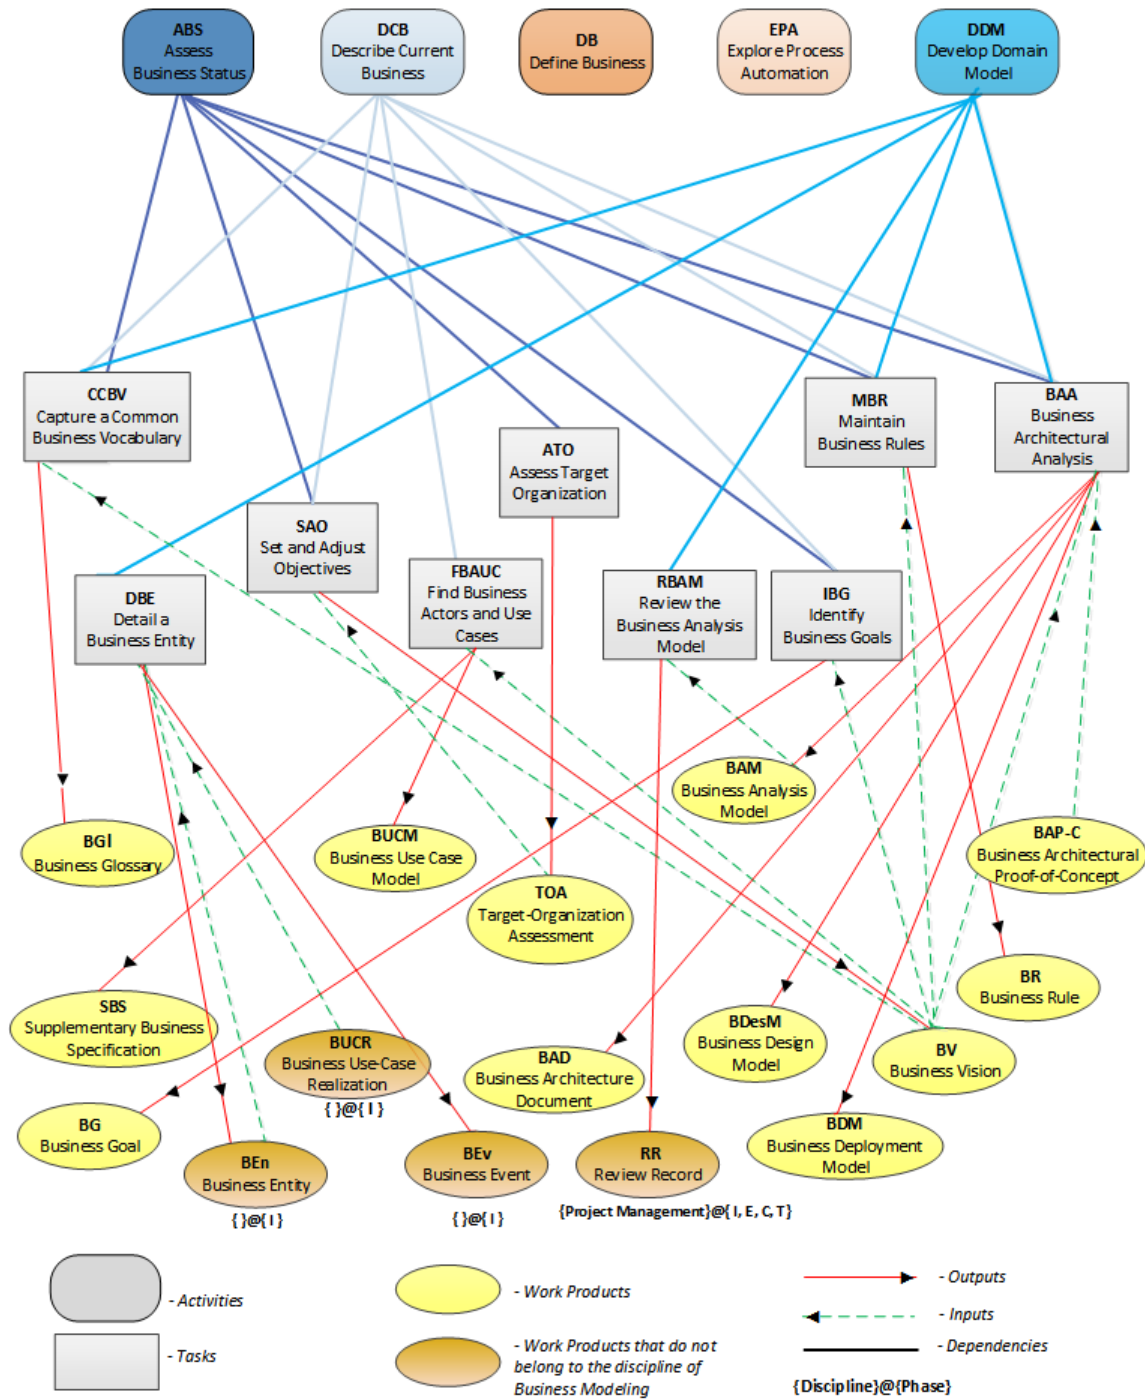 ABS
Assess
Business Status
DCB
Describe Current
Business
DB
Define Business
EPA
Explore Process
Automation
DDM
Develop Domain
Model
CCBV
Capture a Common
Business Vocabulary
MBR
Maintain
Business Rules
BAA
Business
Architectural
Analysis
ATO
Assess Target
Organization
SAO
Set and Adjust
Objectives
FBAUC
Find Business
Actors and Use
Cases
RBAM
Review the
Business Analysis
Model
IBG
Identify
Business Goals
DBE
Detail a
Business Entity
BAM
Business Analysis
Model
BGl
Business Glossary
BUCM
Business Use Case
Model
BAP-C
Business Architectural
Proof-of-Concept
TOA
Target-Organization
Assessment
BR
Business Rule
SBS
Supplementary Business
Specification
BUCR
Business Use-Case
Realization
{ }@{ I }
BAD
Business Architecture
Document
BDesM
Business Design
Model
BV
Business Vision
BG
Business Goal
BEn
Business Entity
{ }@{ I }
BEv
Business Event
{ }@{ I }
RR
Review Record
{Project Management}@{ I, E, C, T}
BDM
Business Deployment
Model
- Activities
- Tasks
- Work Products
- Work Products that do not
belong to the discipline of
Business Modeling
- Outputs
- Inputs
- Dependencies
{Discipline}@{Phase}